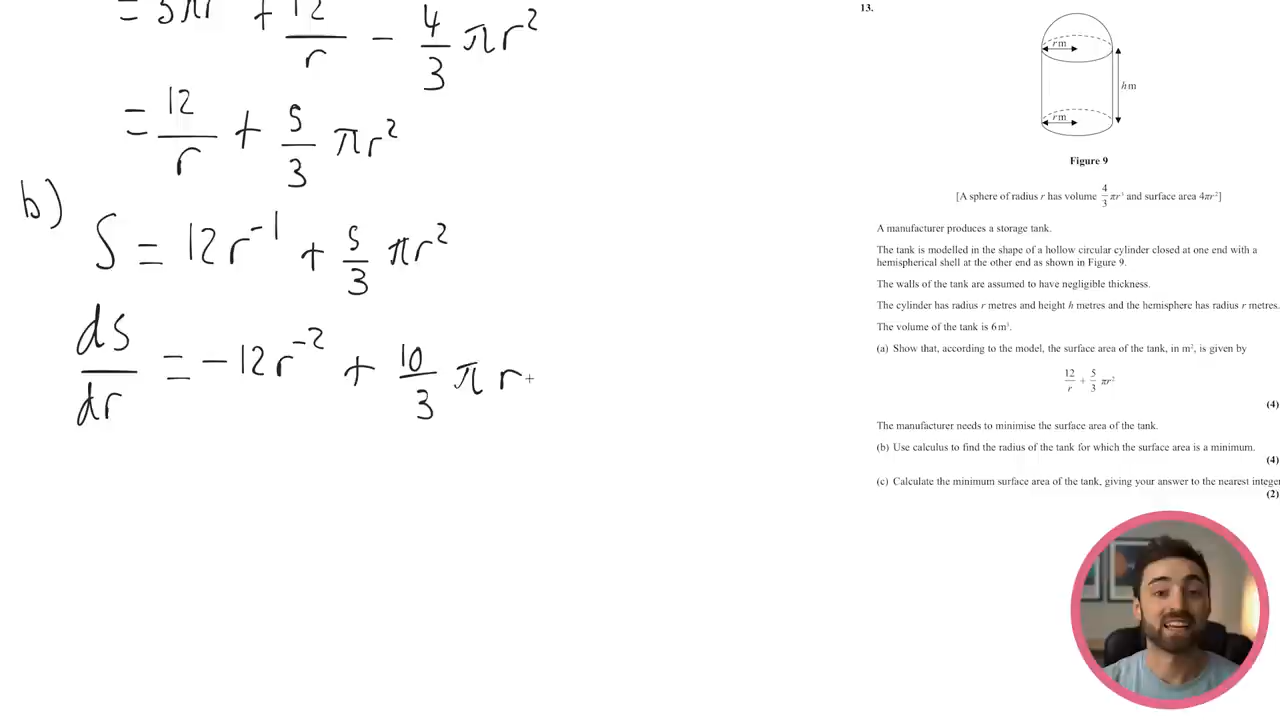 = 3πr² + 12/r - 4/3 πr²
= 12/r + 5/3 πr²
b)
S = 12r⁻¹ + 5/3 πr²
dS/dr = -12r⁻² + 10/3 πr
13.
r m
h m
r m
Figure 9
[A sphere of radius r has volume 4/3 πr³ and surface area 4πr²]
A manufacturer produces a storage tank.
The tank is modelled in the shape of a hollow circular cylinder closed at one end with a
hemispherical shell at the other end as shown in Figure 9.
The walls of the tank are assumed to have negligible thickness.
The cylinder has radius r metres and height h metres and the hemisphere has radius r metres.
The volume of the tank is 6 m³.
(a) Show that, according to the model, the surface area of the tank, in m², is given by
12/r + 5/3 πr²
(4)
The manufacturer needs to minimise the surface area of the tank.
(b) Use calculus to find the radius of the tank for which the surface area is a minimum.
(4)
(c) Calculate the minimum surface area of the tank, giving your answer to the nearest integer
(2)